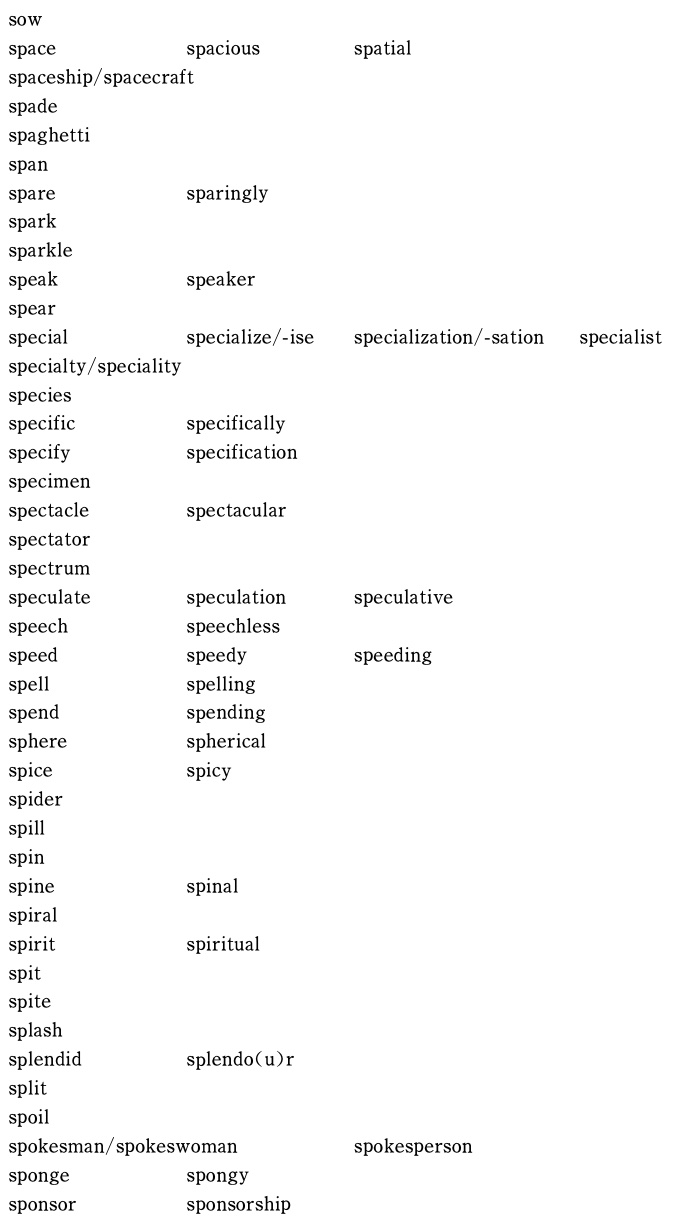 sow
space spacious spatial
spaceship/spacecraft
spade
spaghetti
span
spare sparingly
spark
sparkle
speak speaker
spear
special specialize/-ise specialization/-sation specialist
specialty/speciality
species
specific specifically
specify specification
specimen
spectacle spectacular
spectator
spectrum
speculate speculation speculative
speech speechless
speed speedy speeding
spell spelling
spend spending
sphere spherical
spice spicy
spider
spill
spin
spine spinal
spiral
spirit spiritual
spit
spite
splash
splendid splendo(u)r
split
spoil
spokesman/spokeswoman spokesperson
sponge spongy
sponsor sponsorship